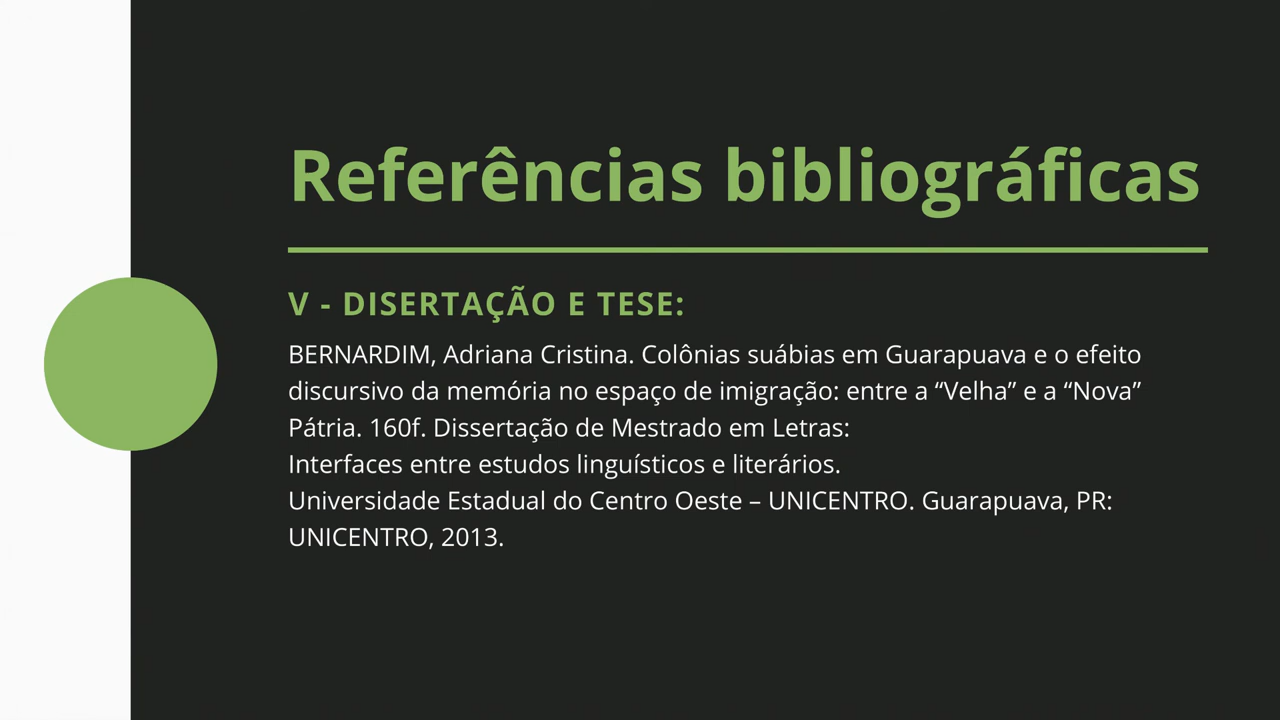 Referências bibliográficas
V - DISERTAÇÃO E TESE:
BERNARDIM, Adriana Cristina. Colônias suábias em Guarapuava e o efeito
discursivo da memória no espaço de imigração: entre a “Velha” e a “Nova”
Pátria. 160f. Dissertação de Mestrado em Letras:
Interfaces entre estudos linguísticos e literários.
Universidade Estadual do Centro Oeste – UNICENTRO. Guarapuava, PR:
UNICENTRO, 2013.